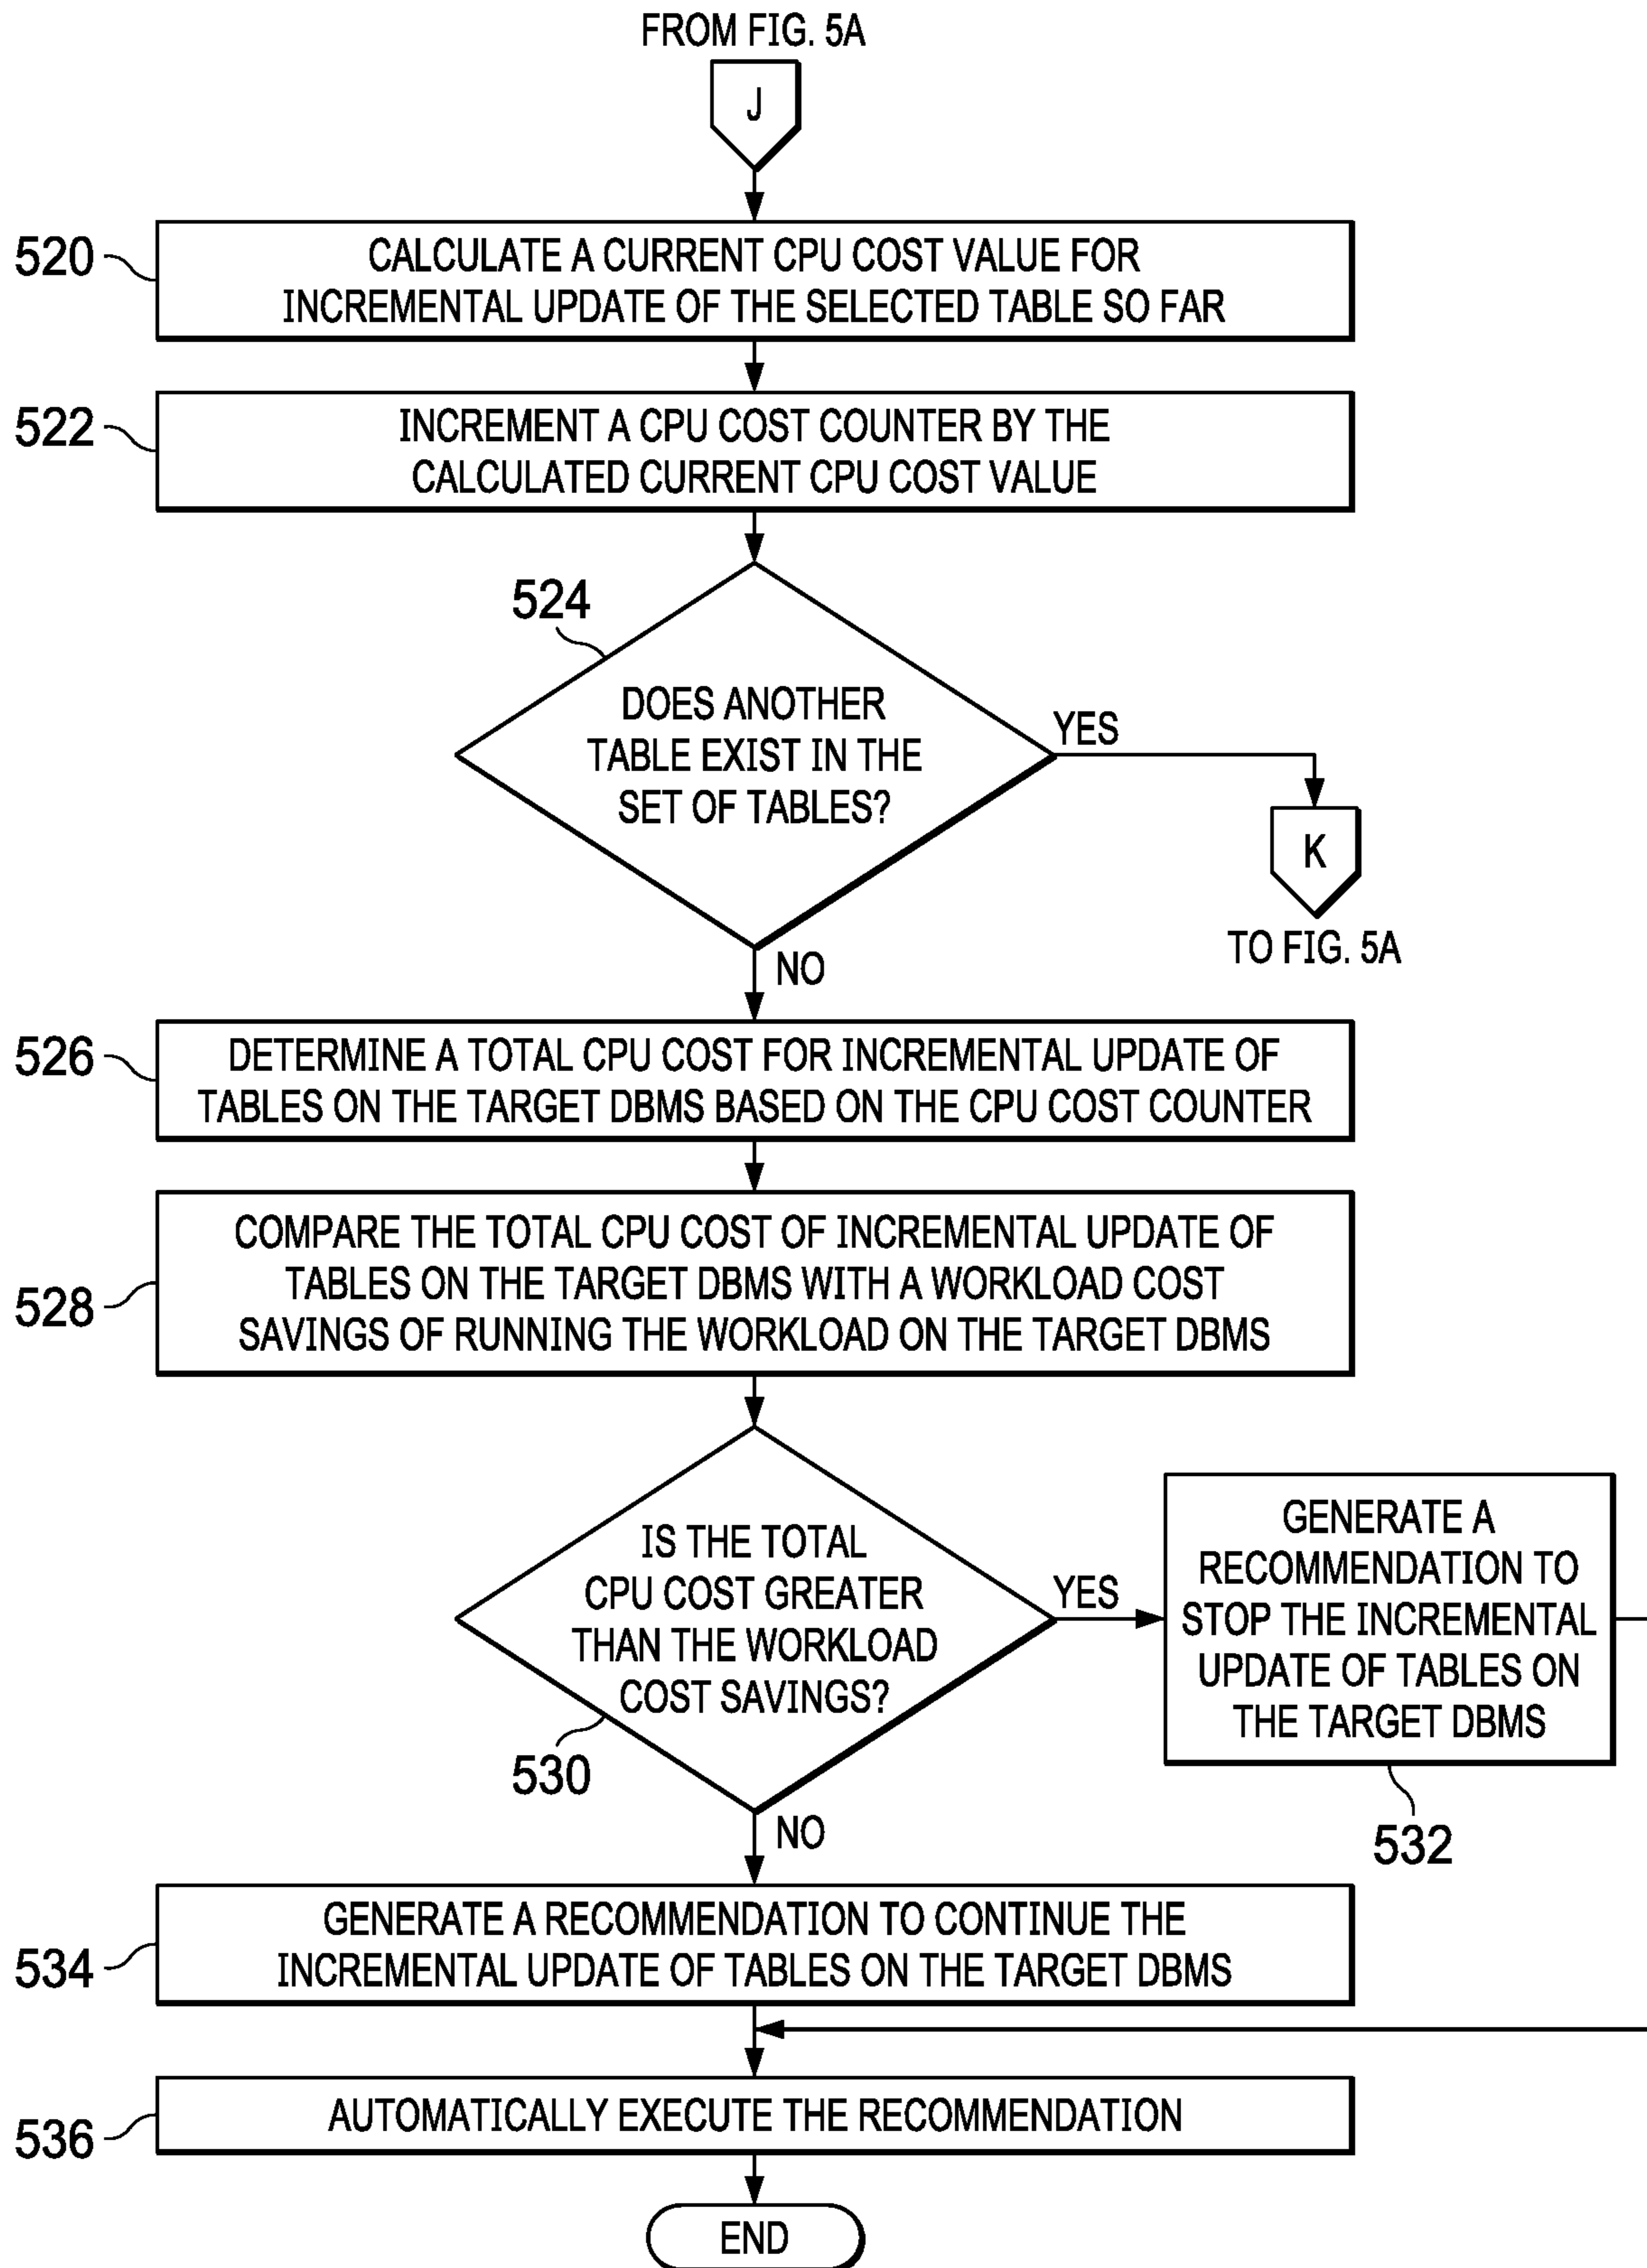 FROM FIG. 5A
J
520
CALCULATE A CURRENT CPU COST VALUE FOR
INCREMENTAL UPDATE OF THE SELECTED TABLE SO FAR
522
INCREMENT A CPU COST COUNTER BY THE
CALCULATED CURRENT CPU COST VALUE
524
DOES ANOTHER
TABLE EXIST IN THE
SET OF TABLES?
YES
K
TO FIG. 5A
NO
526
DETERMINE A TOTAL CPU COST FOR INCREMENTAL UPDATE OF
TABLES ON THE TARGET DBMS BASED ON THE CPU COST COUNTER
528
COMPARE THE TOTAL CPU COST OF INCREMENTAL UPDATE OF
TABLES ON THE TARGET DBMS WITH A WORKLOAD COST
SAVINGS OF RUNNING THE WORKLOAD ON THE TARGET DBMS
IS THE TOTAL
CPU COST GREATER
THAN THE WORKLOAD
COST SAVINGS?
530
YES
GENERATE A
RECOMMENDATION TO
STOP THE INCREMENTAL
UPDATE OF TABLES ON
THE TARGET DBMS
532
NO
534
GENERATE A RECOMMENDATION TO CONTINUE THE
INCREMENTAL UPDATE OF TABLES ON THE TARGET DBMS
536
AUTOMATICALLY EXECUTE THE RECOMMENDATION
END